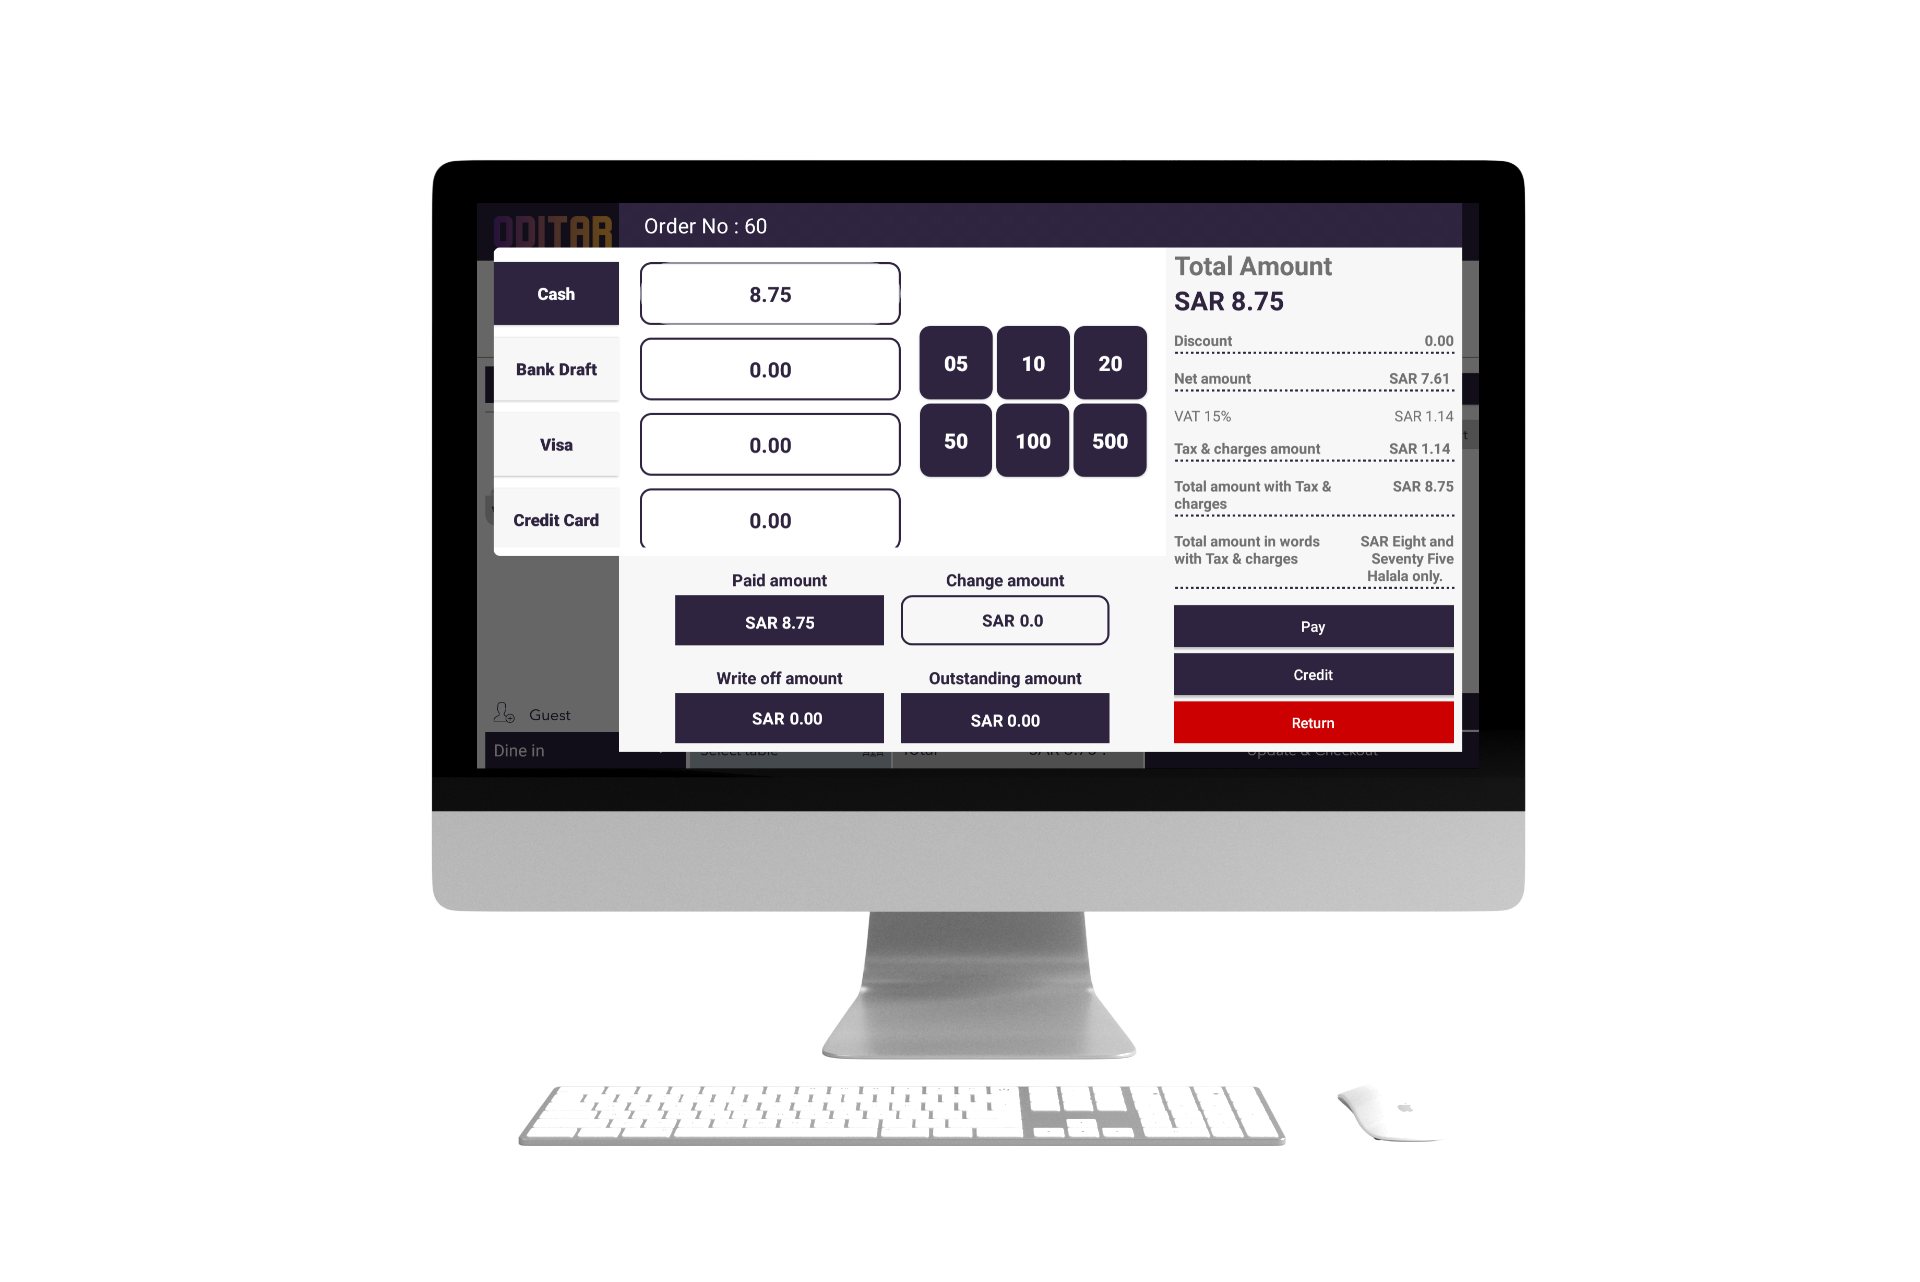 ODITAR
Order No : 60
Cash
8.75
Bank Draft
0.00
Visa
0.00
Credit Card
0.00
05 10 20
50 100 500
Paid amount
SAR 8.75
Change amount
SAR 0.0
Write off amount
SAR 0.00
Outstanding amount
SAR 0.00
Total Amount
SAR 8.75
Discount 0.00
Net amount SAR 7.61
VAT 15% SAR 1.14
Tax & charges amount SAR 1.14
Total amount with Tax & SAR 8.75
charges
Total amount in words SAR Eight and
with Tax & charges Seventy Five
Halala only.
Pay
Credit
Return
Guest
Dine in
Select table
Total
Update & Checkout